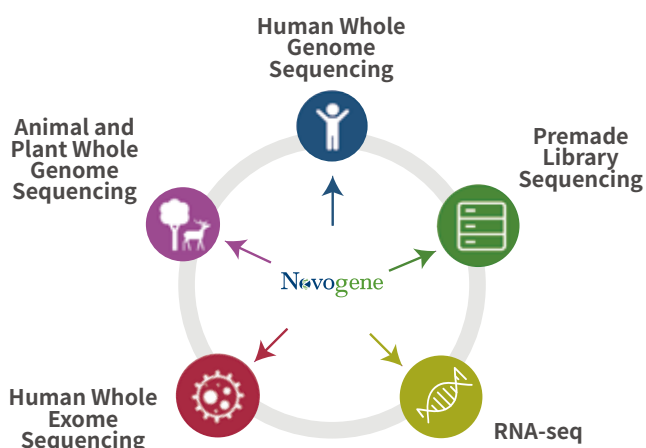 Human Whole
Genome
Sequencing
Animal and
Plant Whole
Genome
Sequencing
Premade
Library
Sequencing
Novogene
Human Whole
Exome
Sequencing
RNA-seq